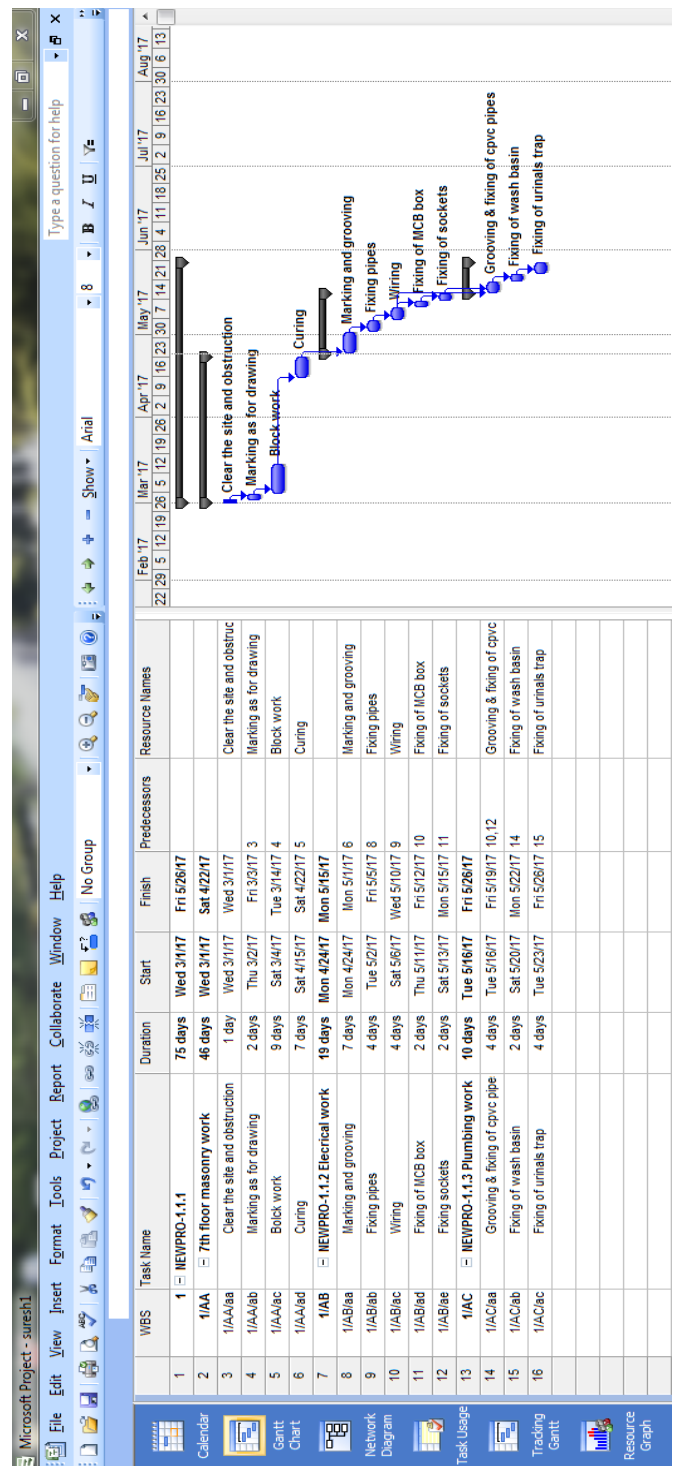 Microsoft Project - suresh1
File Edit View Insert Format Tools Project Report Collaborate Window Help
Type a question for help
No Group
Show
Arial
8
B I U
Calendar
Gantt Chart
Network Diagram
Task Usage
Tracking Gantt
Resource Graph
WBS Task Name Duration Start Finish Predecessors Resource Names
1 1 NEWPRO-1.1.1 75 days Wed 3/1/17 Fri 5/26/17
2 1/AA 7th floor masonry work 46 days Wed 3/1/17 Sat 4/22/17
3 1/AA/aa Clear the site and obstruction 1 day Wed 3/1/17 Wed 3/1/17 Clear the site and obstruc
4 1/AA/ab Marking as for drawing 2 days Thu 3/2/17 Fri 3/3/17 3 Marking as for drawing
5 1/AA/ac Bolck work 9 days Sat 3/4/17 Tue 3/14/17 4 Block work
6 1/AA/ad Curing 7 days Sat 4/15/17 Sat 4/22/17 5 Curing
7 1/AB NEWPRO-1.1.2 Elecrical work 19 days Mon 4/24/17 Mon 5/15/17
8 1/AB/aa Marking and grooving 7 days Mon 4/24/17 Mon 5/1/17 6 Marking and grooving
9 1/AB/ab Fixing pipes 4 days Tue 5/2/17 Fri 5/5/17 8 Fixing pipes
10 1/AB/ac Wiring 4 days Sat 5/6/17 Wed 5/10/17 9 Wiring
11 1/AB/ad Fixing of MCB box 2 days Thu 5/11/17 Fri 5/12/17 10 Fixing of MCB box
12 1/AB/ae Fixing sockets 2 days Sat 5/13/17 Mon 5/15/17 11 Fixing of sockets
13 1/AC NEWPRO-1.1.3 Plumbing work 10 days Tue 5/16/17 Fri 5/26/17
14 1/AC/aa Grooving & fixing of cpvc pipe 4 days Tue 5/16/17 Fri 5/19/17 10,12 Grooving & fixing of cpvc
15 1/AC/ab Fixing of wash basin 2 days Sat 5/20/17 Mon 5/22/17 14 Fixing of wash basin
16 1/AC/ac Fixing of urinals trap 4 days Tue 5/23/17 Fri 5/26/17 15 Fixing of urinals trap
Feb '17 Mar '17 Apr '17 May '17 Jun '17 Jul '17 Aug '17
22 29 5 12 19 26 5 12 19 26 2 9 16 23 30 7 14 21 28 4 11 18 25 2 9 16 23 30 6 13
Clear the site and obstruction
Marking as for drawing
Block work
Curing
Marking and grooving
Fixing pipes
Wiring
Fixing of MCB box
Fixing of sockets
Grooving & fixing of cpvc pipes
Fixing of wash basin
Fixing of urinals trap